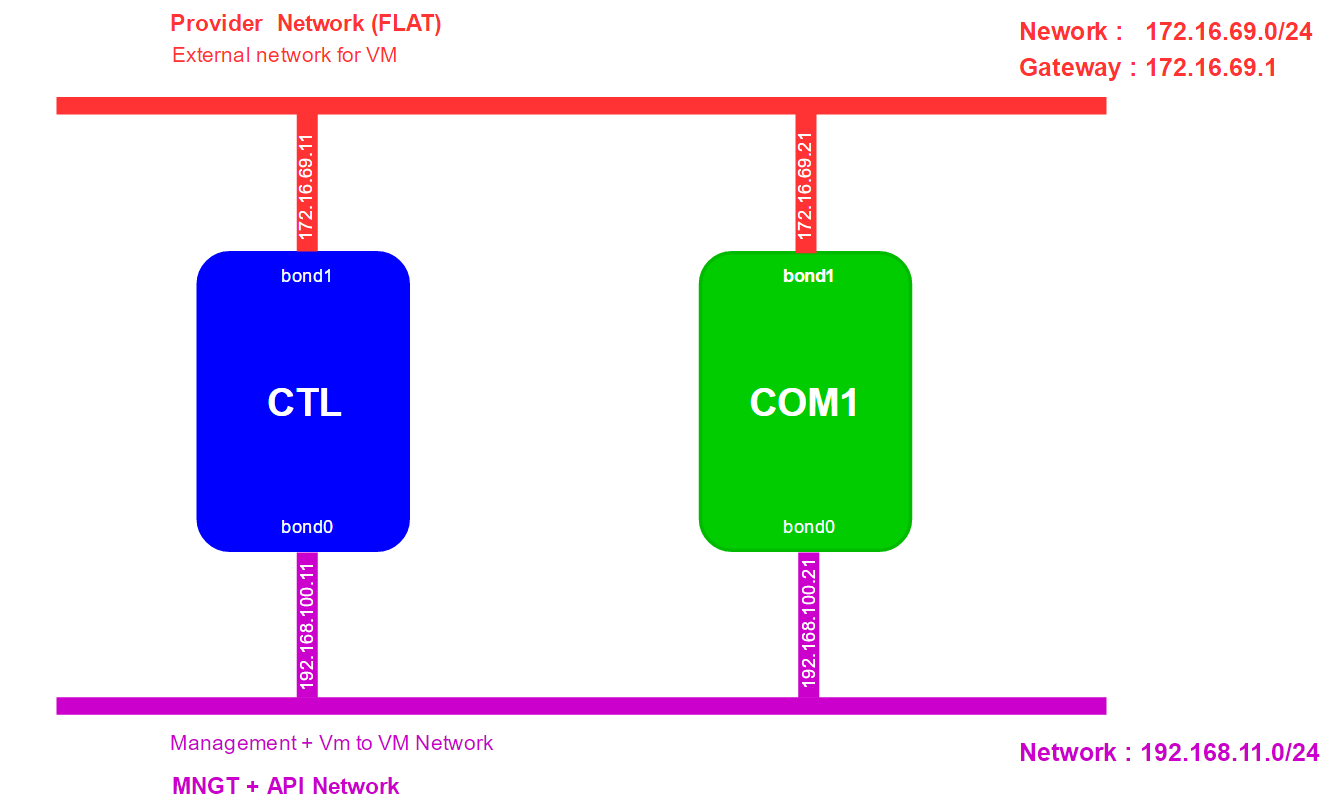 Provider Network (FLAT)
External network for VM
Nework : 172.16.69.0/24
Gateway : 172.16.69.1
172.16.69.11
172.16.69.21
bond1
bond1
CTL
COM1
bond0
bond0
192.168.100.11
192.168.100.21
Management + Vm to VM Network
MNGT + API Network
Network : 192.168.11.0/24